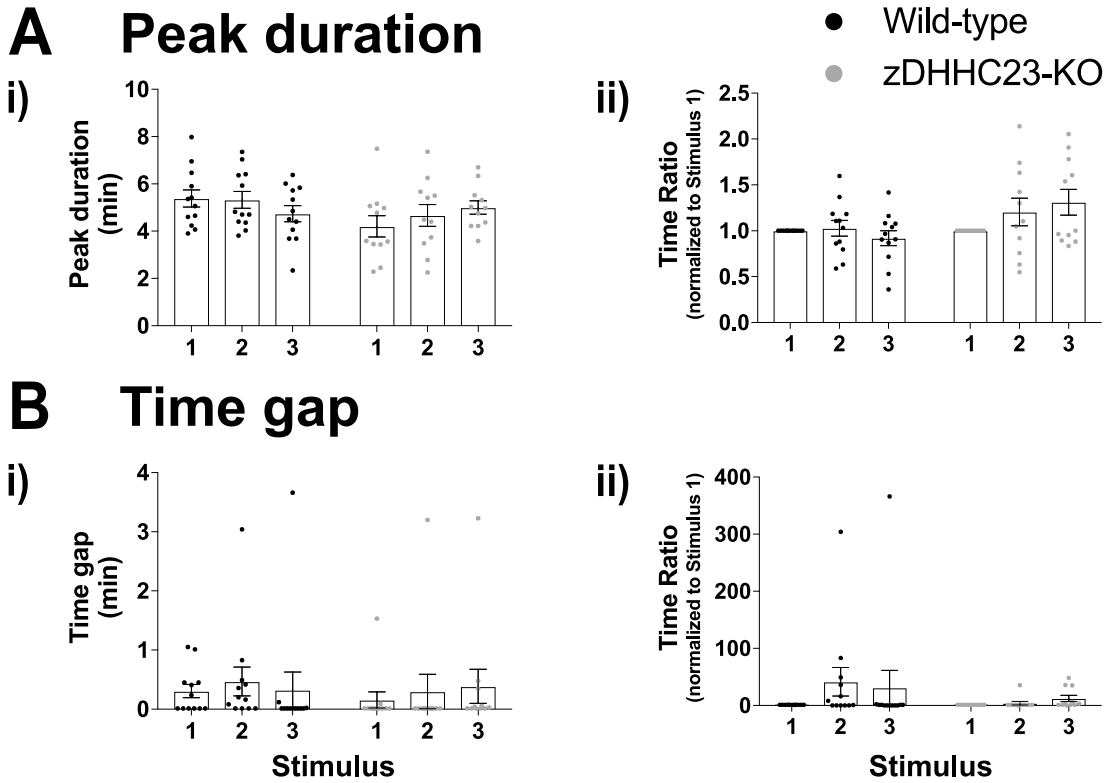 A Peak duration
Wild-type
zDHHC23-KO
i)
Peak duration
(min)
10
8
6
4
2
0
1 2 3 1 2 3
ii)
Time Ratio
(normalized to Stimulus 1)
2.5
2.0
1.5
1.0
0.5
0.0
1 2 3 1 2 3
B Time gap
i)
Time gap
(min)
4
3
2
1
0
1 2 3 1 2 3
Stimulus
ii)
Time Ratio
(normalized to Stimulus 1)
400
300
200
100
0
1 2 3 1 2 3
Stimulus